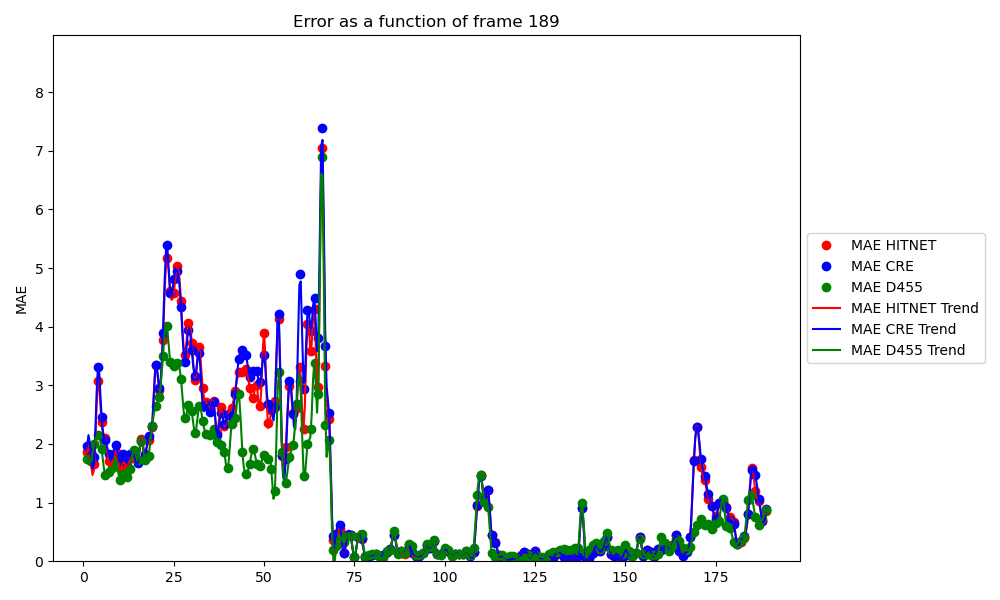 Error as a function of frame 189
MAE
8
7
6
5
4
3
2
1
0
0 25 50 75 100 125 150 175
MAE HITNET
MAE CRE
MAE D455
MAE HITNET Trend
MAE CRE Trend
MAE D455 Trend